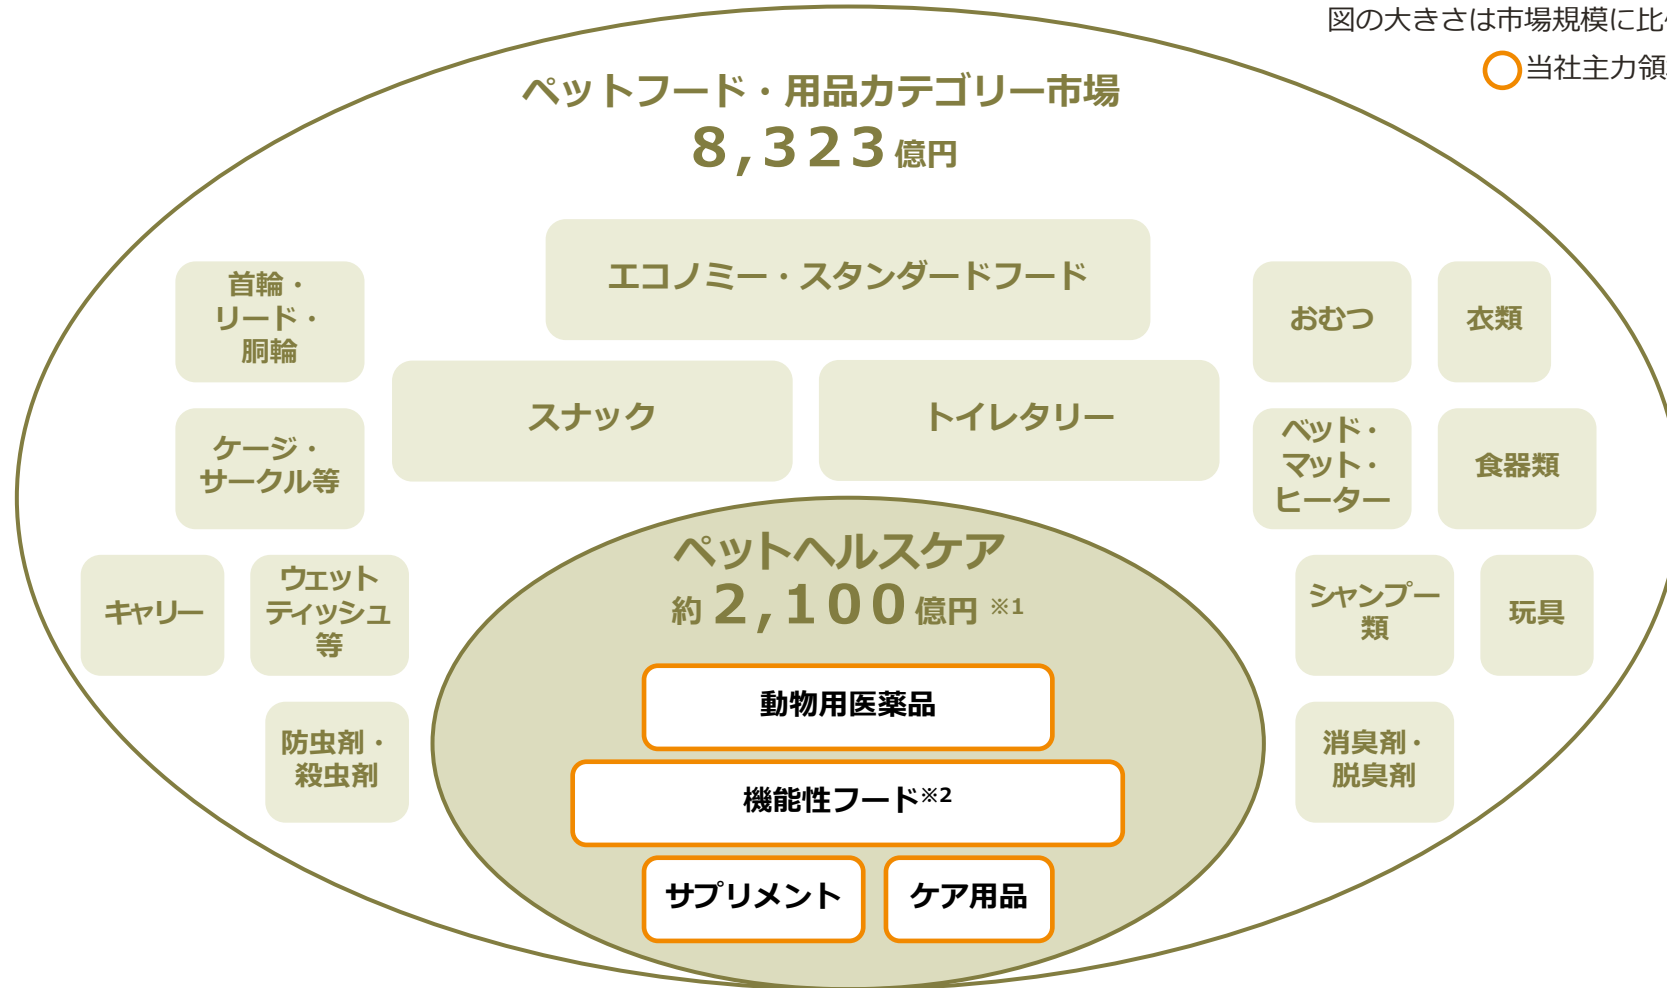 図の大きさは市場規模に比
当社主力領
ペットフード・用品カテゴリー市場
8,323億円
エコノミー・スタンダードフード
首輪・
リード・
胴輪
おむつ
衣類
スナック
トイレタリー
ケージ・
サークル等
ベッド・
マット・
ヒーター
食器類
ペットヘルスケア
約2,100億円 ※1
キャリー
ウェット
ティッシュ
等
シャンプー
類
玩具
動物用医薬品
防虫剤・
殺虫剤
消臭剤・
脱臭剤
機能性フード※2
サプリメント
ケア用品